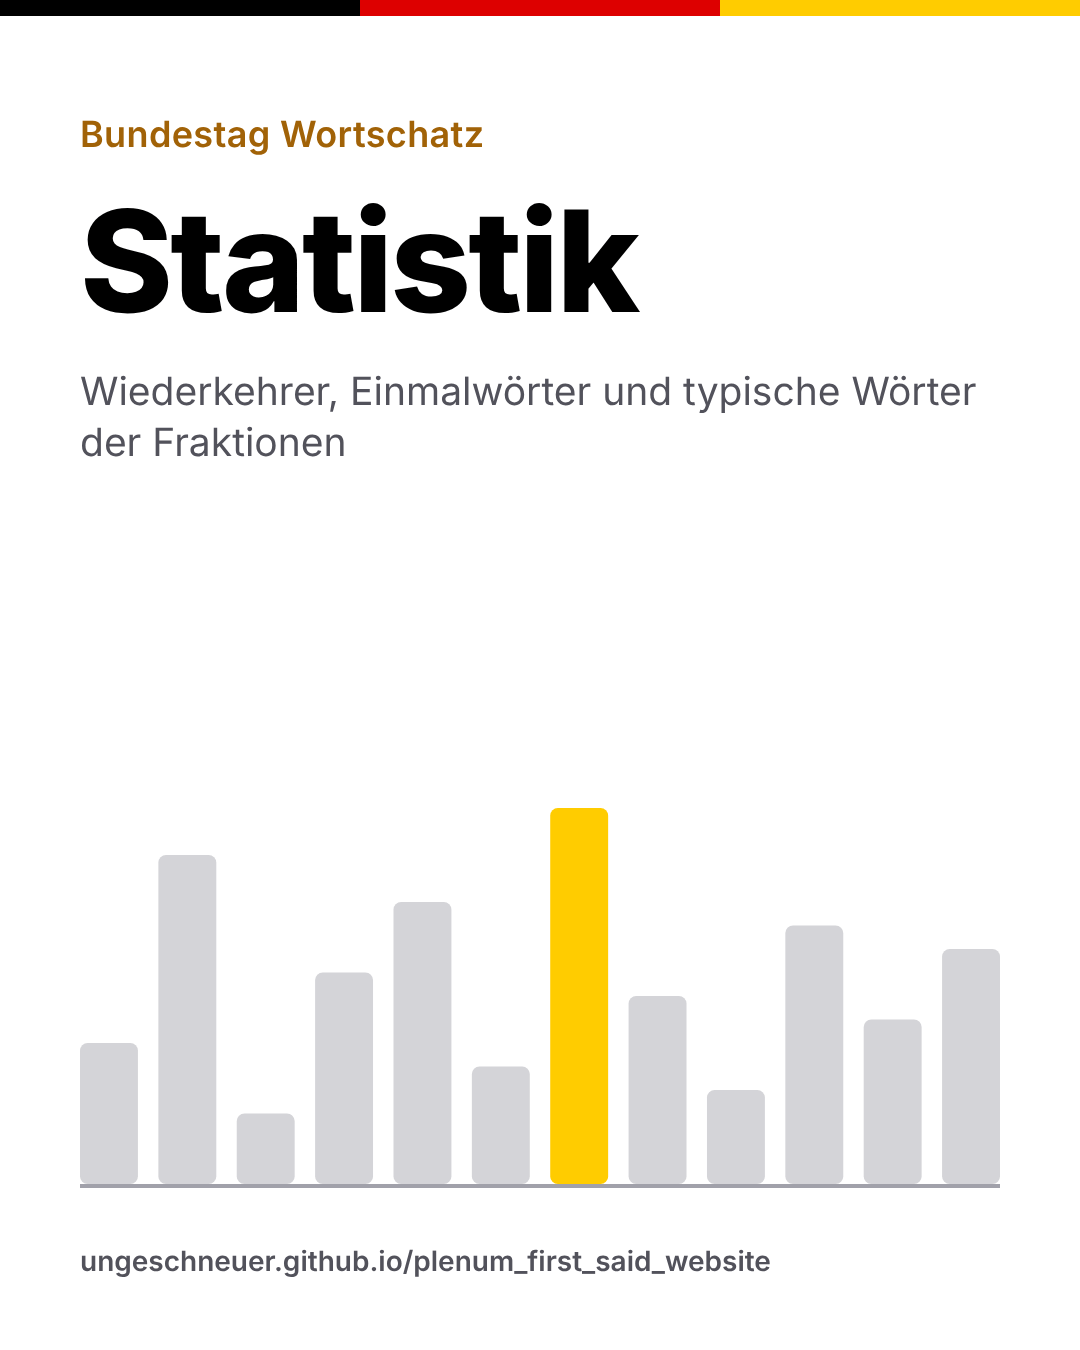 Bundestag Wortschatz
Statistik
Wiederkehrer, Einmalwörter und typische Wörter
der Fraktionen
ungeschneuer.github.io/plenum_first_said_website